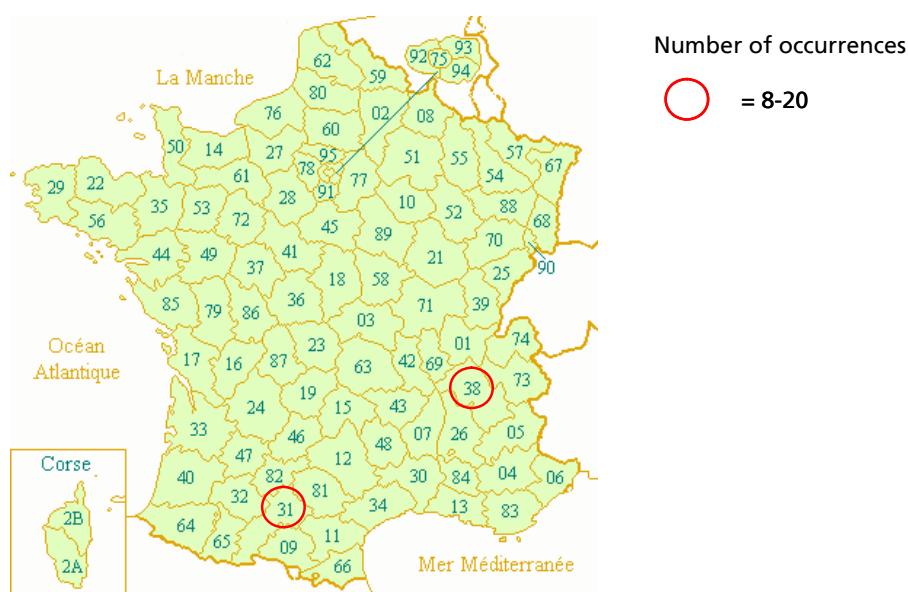 Number of occurrences
= 8-20
92 75 93
94
La Manche
62
59
80
76
02 08
60
50 14 27 95
51 55 57
67
78
61 91 77 54
29 22
28
35 53 10 52 88
68
56 72 45 89
44 49 41 70
37 21
90
18 58 25
85 79 86 36 71 39
03
Océan
Atlantique
23 01 74
17 16 87 63 42 69
38 73
19
24 15 43
33 46 48 07 26 05
47 12
Corse
40 82 30 84 04 06
32 81
31 34 13 83
2B
64
65 09 11
2A
66
Mer Méditerranée